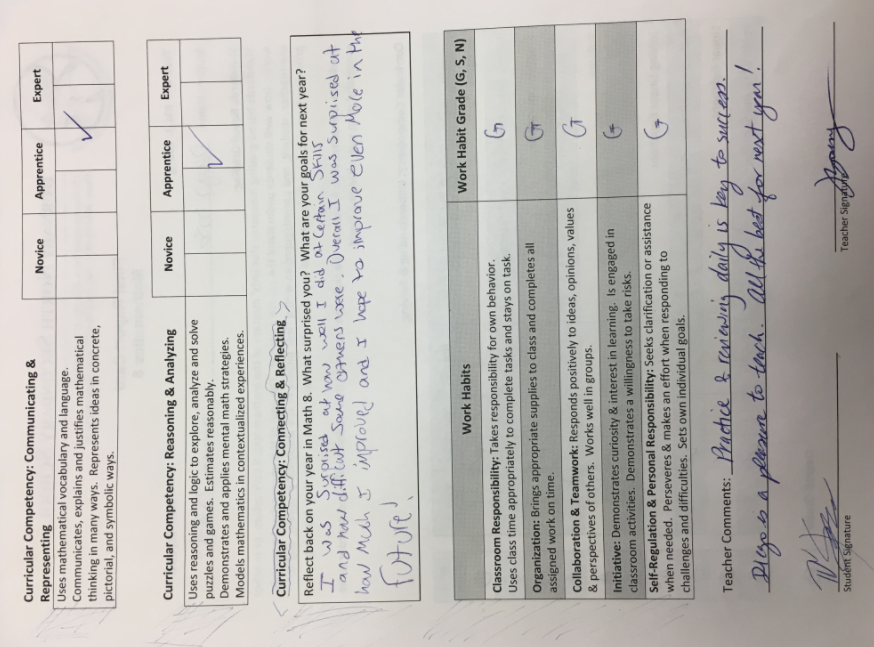 Curricular Competency: Communicating &
Representing
Novice
Apprentice
Expert
Uses mathematical vocabulary and language.
Communicates, explains and justifies mathematical
thinking in many ways. Represents ideas in concrete,
pictorial, and symbolic ways.
✓
Curricular Competency: Reasoning & Analyzing
Novice
Apprentice
Expert
Uses reasoning and logic to explore, analyze and solve
puzzles and games. Estimates reasonably.
Demonstrates and applies mental math strategies.
Models mathematics in contextualized experiences.
✓
Curricular Competency: Connecting & Reflecting
Reflect back on your year in Math 8. What surprised you? What are your goals for next year?
I was Surprised at how well I did at Certain Skills
and how difficult Some others were. Overall I was Surprised at
how Much I improved and I hope to improve even More in the
Future!
Work Habits
Work Habit Grade (G, S, N)
Classroom Responsibility: Takes responsibility for own behavior.
Uses class time appropriately to complete tasks and stays on task.
G
Organization: Brings appropriate supplies to class and completes all
assigned work on time.
G
Collaboration & Teamwork: Responds positively to ideas, opinions, values
& perspectives of others. Works well in groups.
G
Initiative: Demonstrates curiosity & interest in learning. Is engaged in
classroom activities. Demonstrates a willingness to take risks.
G
Self-Regulation & Personal Responsibility: Seeks clarification or assistance
when needed. Perseveres & makes an effort when responding to
challenges and difficulties. Sets own individual goals.
G
Teacher Comments: Practice & reviewing daily is key to success.
Diego is a pleasure to teach. All the best for next year!
Student Signature
Teacher Signature